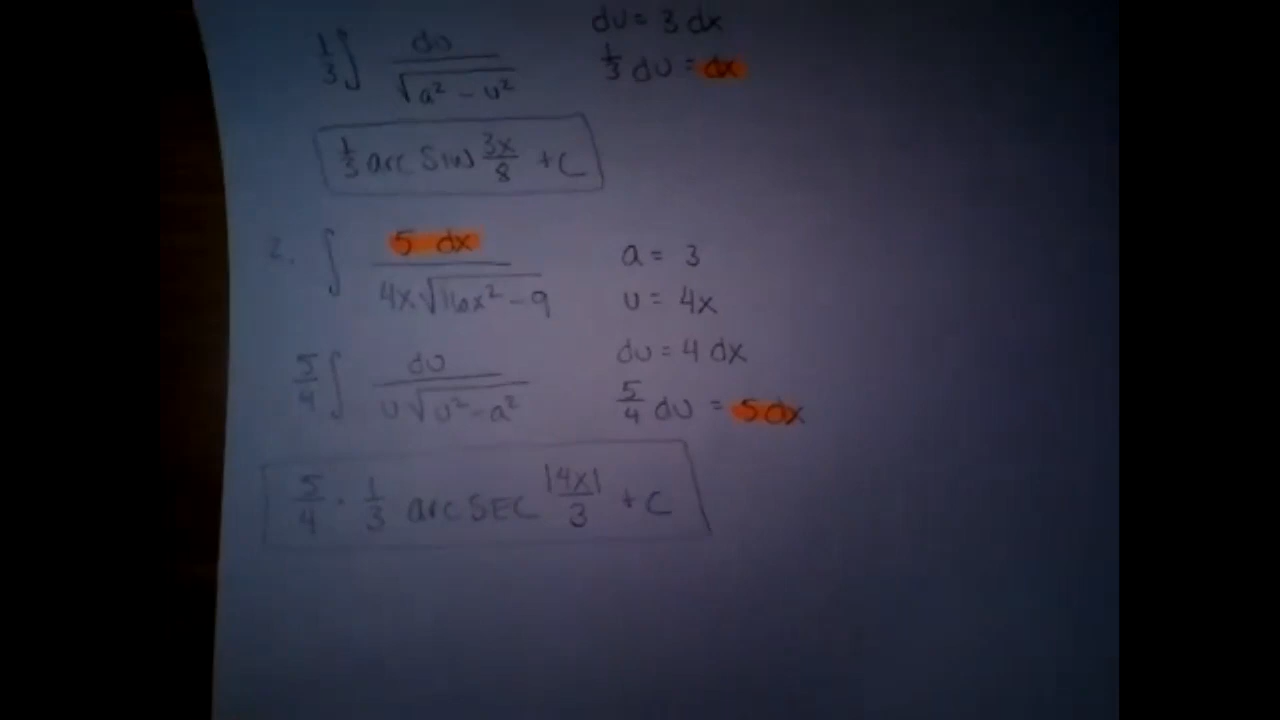 1/3 ∫ du / √(a² - u²)
du = 3 dx
1/3 du = dx
1/3 arc Sin 3x/8 + C
2. ∫ 5 dx / 4x√(16x² - 9)
a = 3
u = 4x
5/4 ∫ du / u√(u² - a²)
du = 4 dx
5/4 du = 5dx
5/4 · 1/3 arc SEC |4x|/3 + C